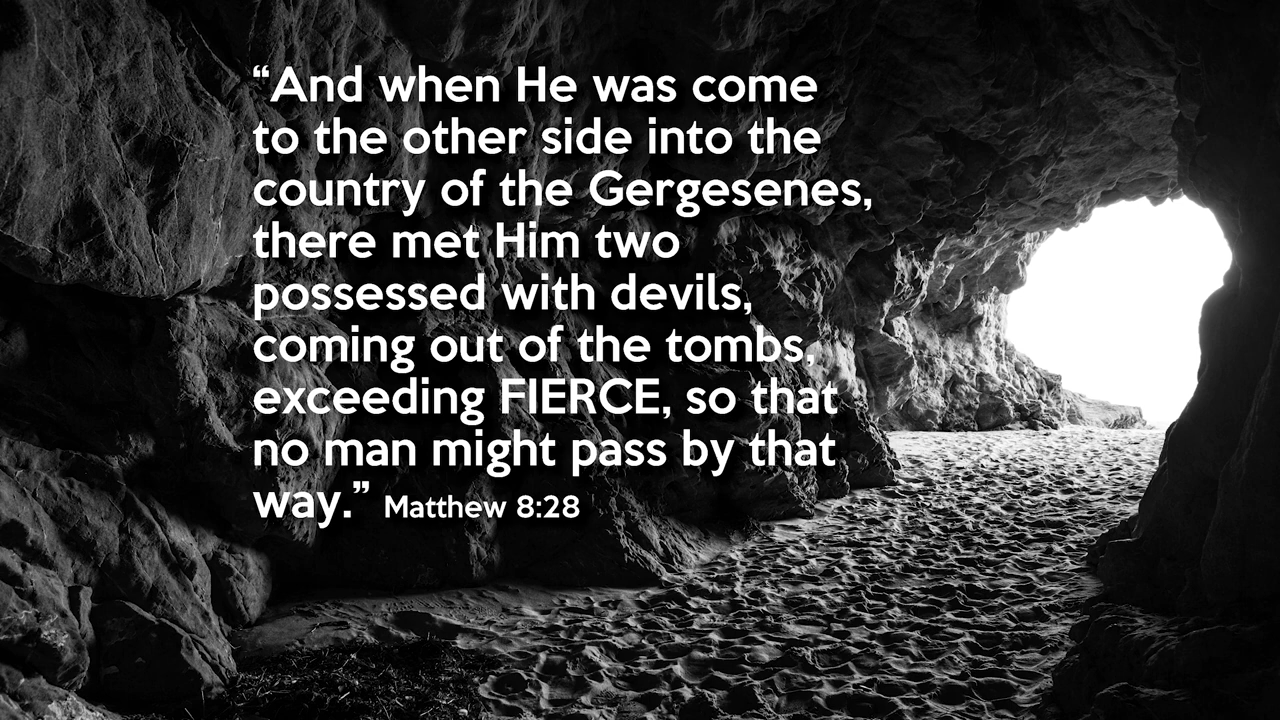 “And when He was come
to the other side into the
country of the Gergesenes,
there met Him two
possessed with devils,
coming out of the tombs,
exceeding FIERCE, so that
no man might pass by that
way.” Matthew 8:28